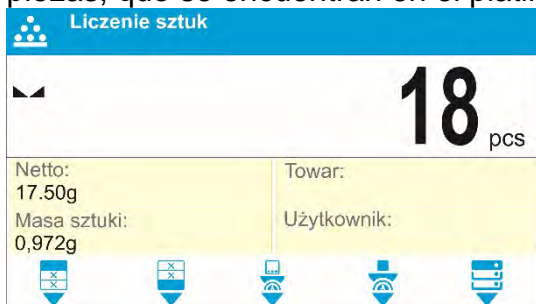 Liczenie sztuk
18 pcs
Netto:
17.50g
Masa sztuki:
0,972g
Towar:
Użytkownik: